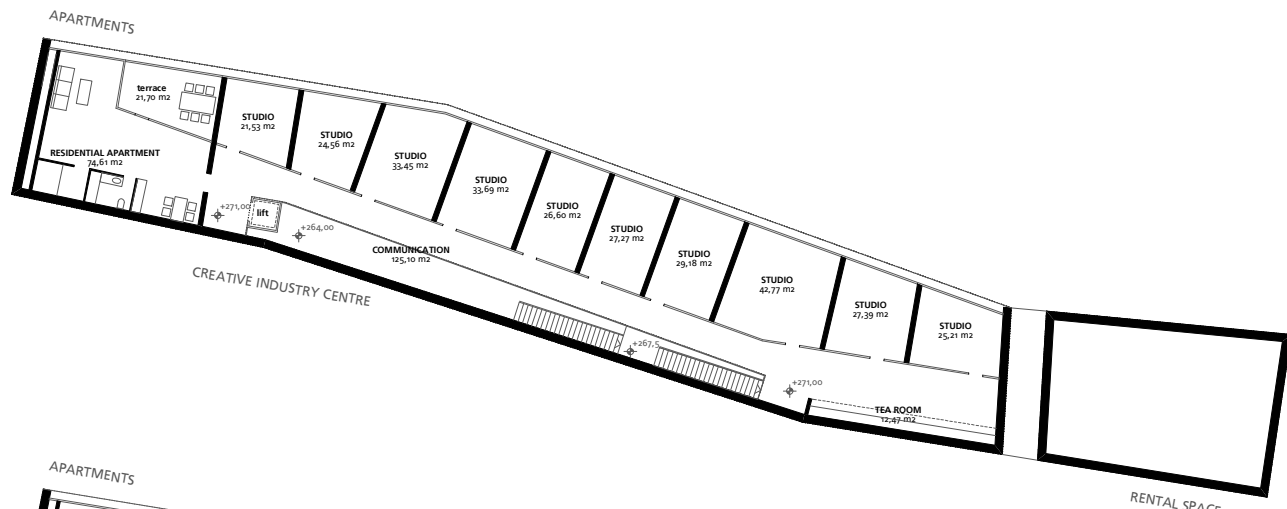 APARTMENTS
terrace
21,70 m2
STUDIO
21,53 m2
STUDIO
24,56 m2
STUDIO
33,45 m2
RESIDENTIAL APARTMENT
74,61 m2
STUDIO
33,69 m2
STUDIO
26,60 m2
+271,00
lift
+264,00
STUDIO
27,27 m2
COMMUNICATION
125,10 m2
STUDIO
29,18 m2
CREATIVE INDUSTRY CENTRE
STUDIO
42,77 m2
STUDIO
27,39 m2
STUDIO
25,21 m2
+267,5
+271,00
TEA ROOM
12,47 m2
APARTMENTS
RENTAL SPACE